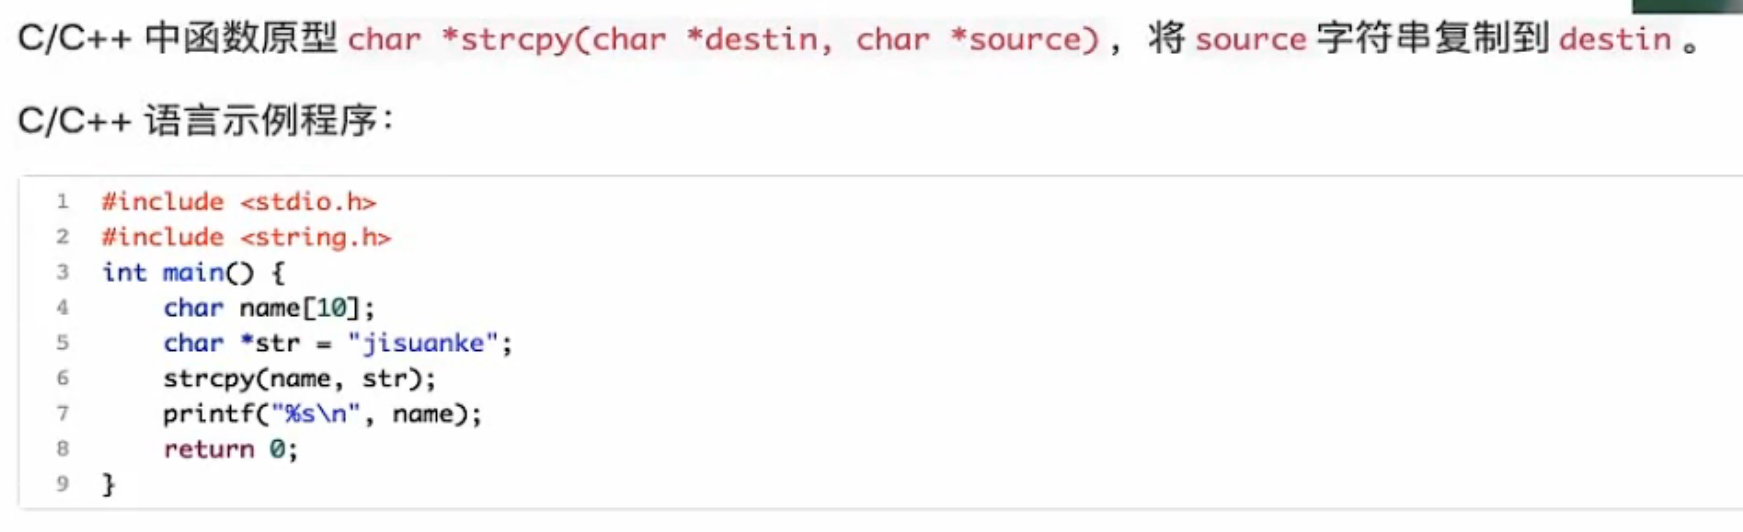 C/C++ 中函数原型 char *strcpy(char *destin, char *source)，将 source 字符串复制到 destin 。
C/C++ 语言示例程序：
1 #include <stdio.h>
2 #include <string.h>
3 int main() {
4     char name[10];
5     char *str = "jisuanke";
6     strcpy(name, str);
7     printf("%s\n", name);
8     return 0;
9 }